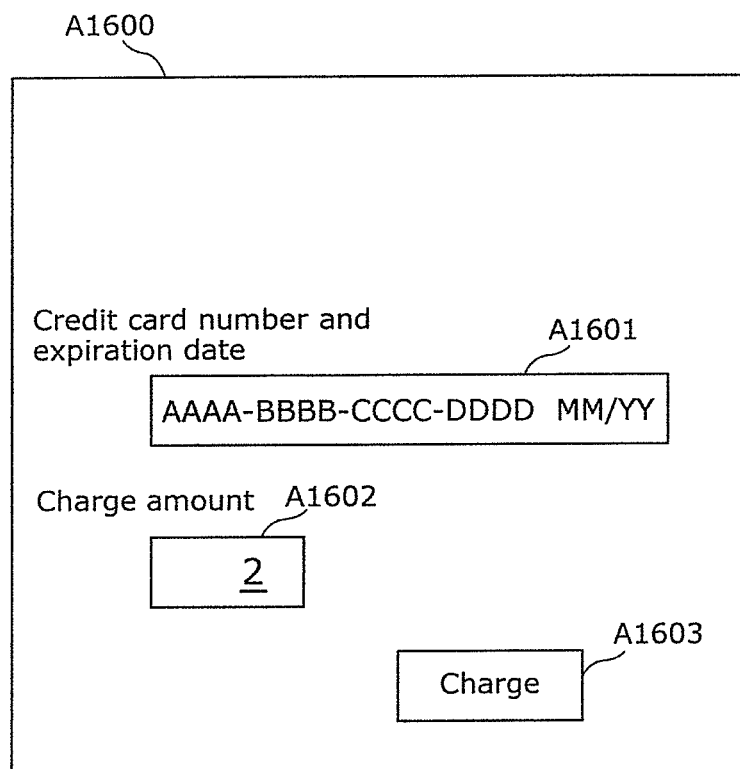 A1600
Credit card number and
expiration date
A1601
AAAA-BBBB-CCCC-DDDD MM/YY
Charge amount
A1602
2
A1603
Charge